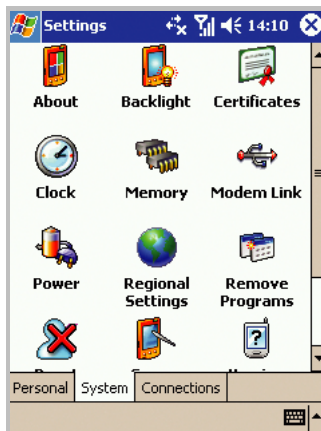 Settings 14:10
About Backlight Certificates
Clock Memory Modem Link
Power Regional Settings Remove Programs
Personal System Connections